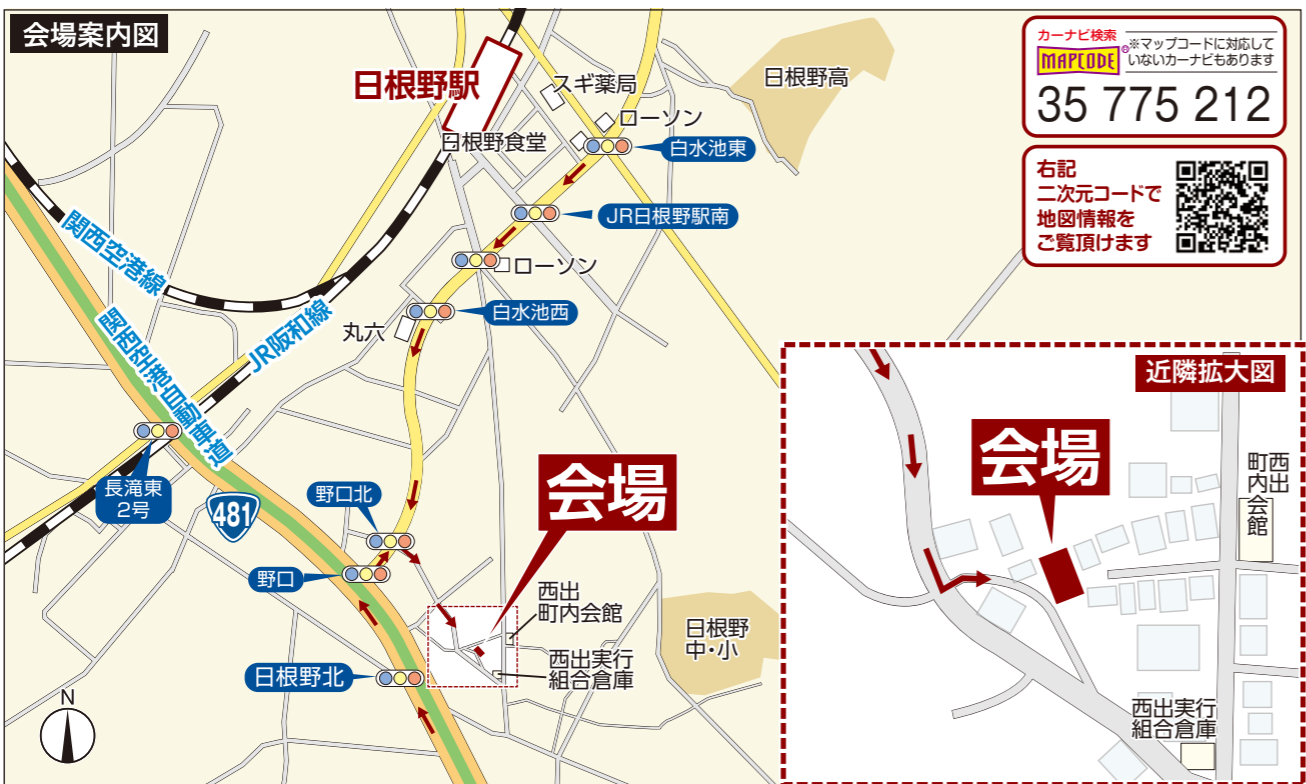 会場案内図
カーナビ検索
MAPCODE®
※マップコードに対応して
いないカーナビもあります
35 775 212
右記
二次元コードで
地図情報を
ご覧頂けます
日根野駅
スギ薬局
日根野高
ローソン
日根野食堂
白水池東
JR日根野駅南
ローソン
関西空港線
白水池西
丸六
JR阪和線
関西空港自動車道
長滝東
2号
481
野口北
会場
野口
西出
町内会館
日根野
中・小
西出実行
組合倉庫
日根野北
N
近隣拡大図
会場
西出
町内会館
西出実行
組合倉庫